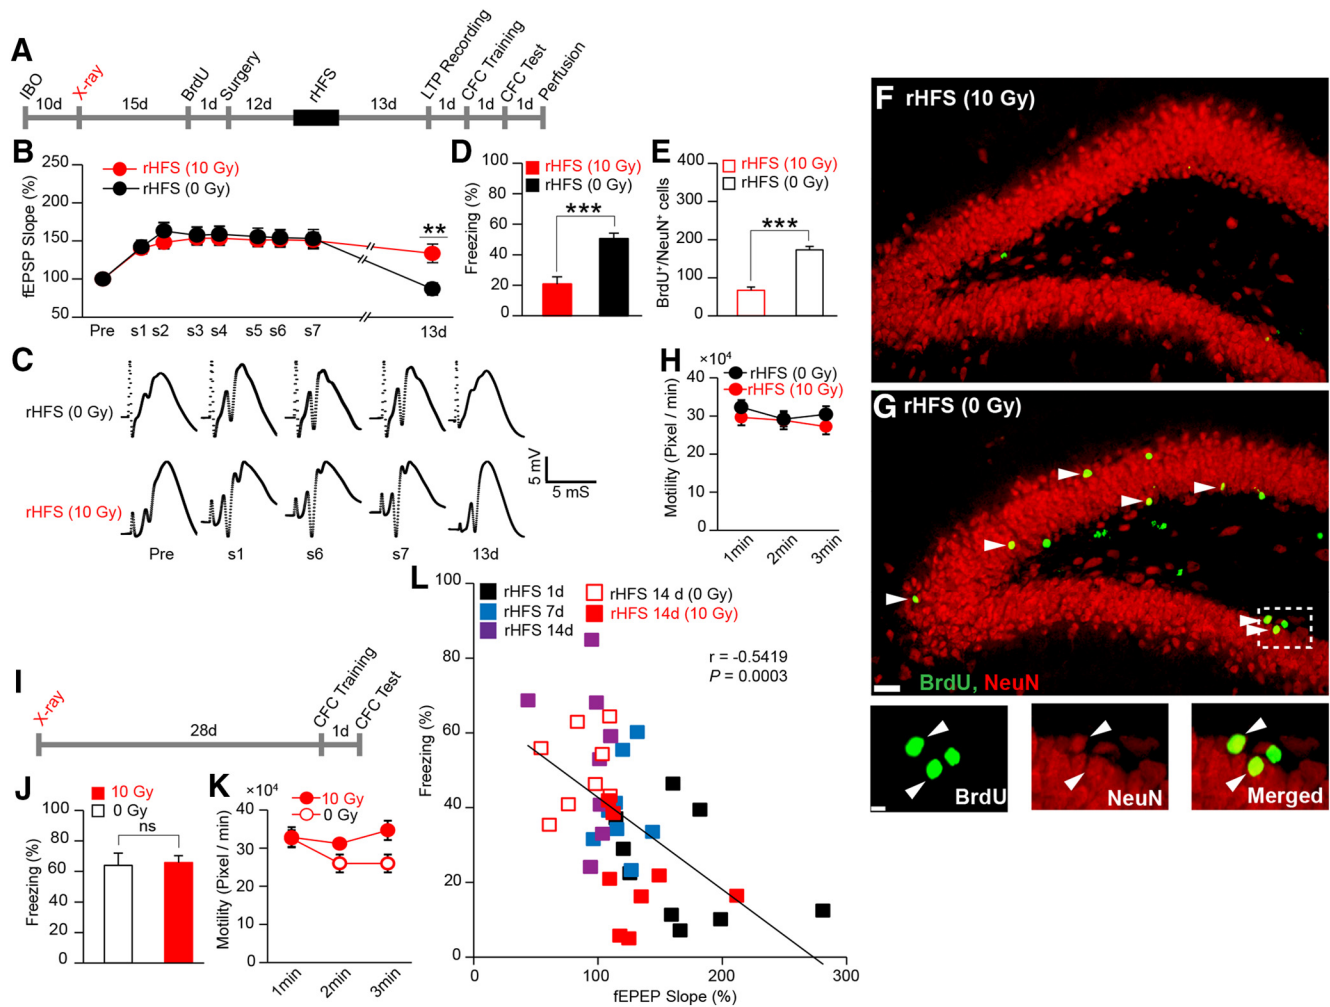 A
IBO
X-ray
BrdU
Surgery
rHFS
LTP Recording
CFC Training
CFC Test
Perfusion
10d
15d
1d
12d
13d
1d
1d
1d
B
250
200
150
100
50
fEPSP Slope (%)
rHFS (10 Gy)
rHFS (0 Gy)
**
Pre s1 s2 s3 s4 s5 s6 s7 13d
C
rHFS (0 Gy)
rHFS (10 Gy)
5 mV
5 mS
Pre s1 s6 s7 13d
D
100
80
60
40
20
0
Freezing (%)
rHFS (10 Gy)
rHFS (0 Gy)
***
E
400
300
200
100
0
BrdU⁺/NeuN⁺ cells
rHFS (10 Gy)
rHFS (0 Gy)
***
F rHFS (10 Gy)
G rHFS (0 Gy)
BrdU, NeuN
BrdU
NeuN
Merged
H
×10⁴
40
30
20
10
0
Motility (Pixel / min)
rHFS (0 Gy)
rHFS (10 Gy)
1min 2min 3min
I
X-ray
28d
CFC Training
1d
CFC Test
J
100
80
60
40
20
0
Freezing (%)
10 Gy
0 Gy
ns
K
×10⁴
40
30
20
10
0
Motility (Pixel / min)
10 Gy
0 Gy
1min 2min 3min
L
100
80
60
40
20
0
Freezing (%)
rHFS 1d
rHFS 7d
rHFS 14d
rHFS 14 d (0 Gy)
rHFS 14d (10 Gy)
r = -0.5419
P = 0.0003
0 100 200 300
fEPEP Slope (%)